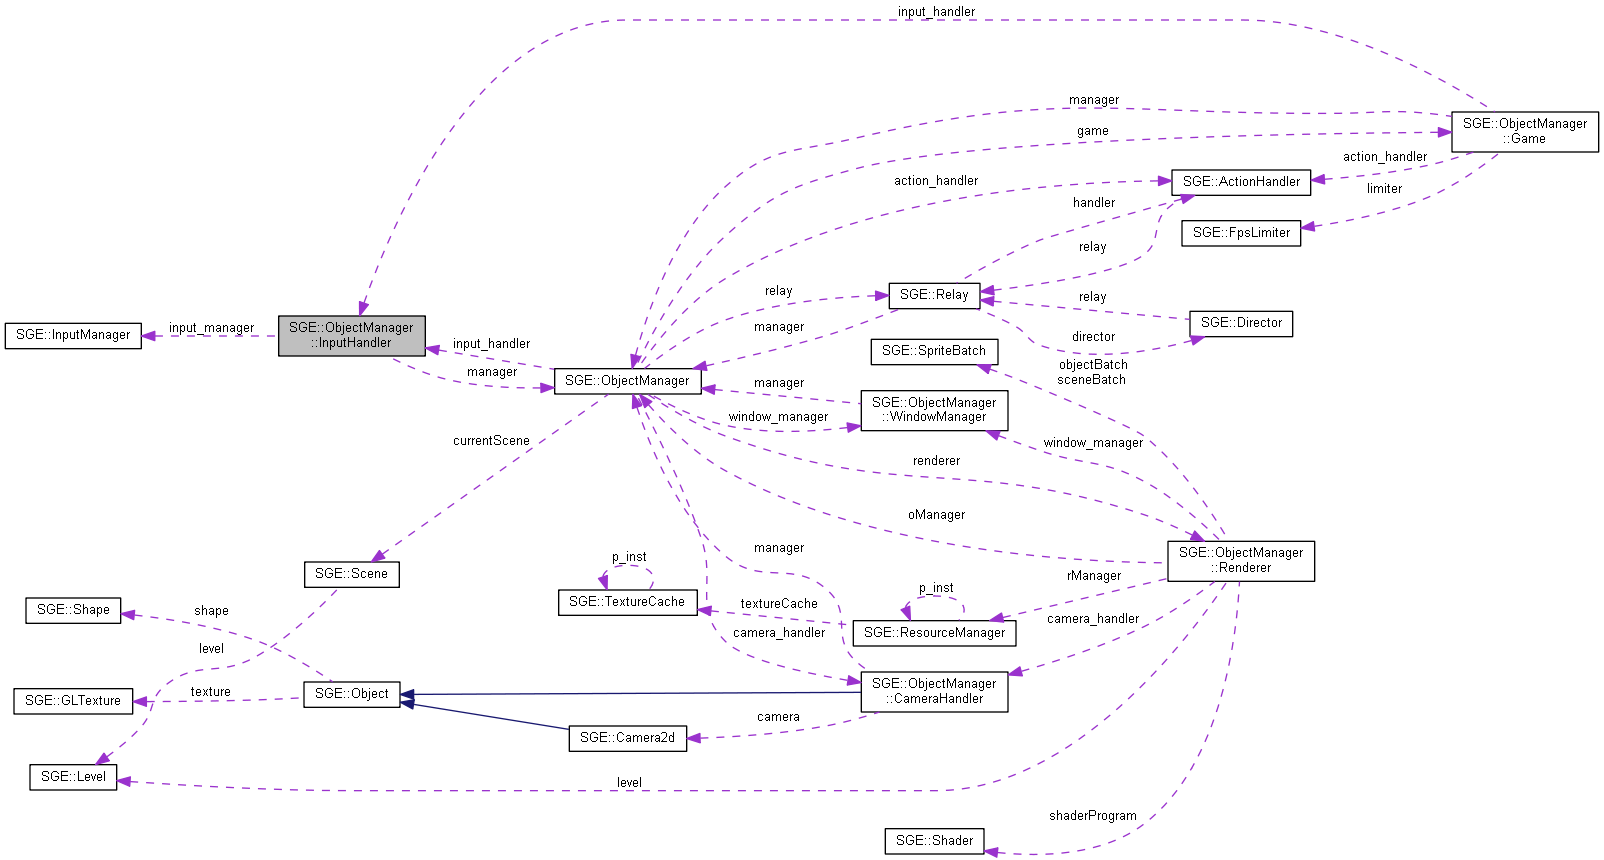 input_handler
manager
SGE::ObjectManager
::Game
game
action_handler
SGE::ActionHandler
action_handler
limiter
handler
SGE::FpsLimiter
relay
relay
SGE::Relay
relay
SGE::ObjectManager
::InputHandler
SGE::InputManager
input_manager
manager
SGE::Director
director
input_handler
SGE::SpriteBatch
objectBatch
sceneBatch
manager
SGE::ObjectManager
manager
SGE::ObjectManager
::WindowManager
window_manager
currentScene
window_manager
renderer
oManager
SGE::ObjectManager
::Renderer
manager
p_inst
SGE::Scene
rManager
p_inst
SGE::TextureCache
textureCache
SGE::Shape
shape
camera_handler
SGE::ResourceManager
camera_handler
level
SGE::ObjectManager
::CameraHandler
SGE::GLTexture
texture
SGE::Object
camera
SGE::Camera2d
SGE::Level
level
shaderProgram
SGE::Shader